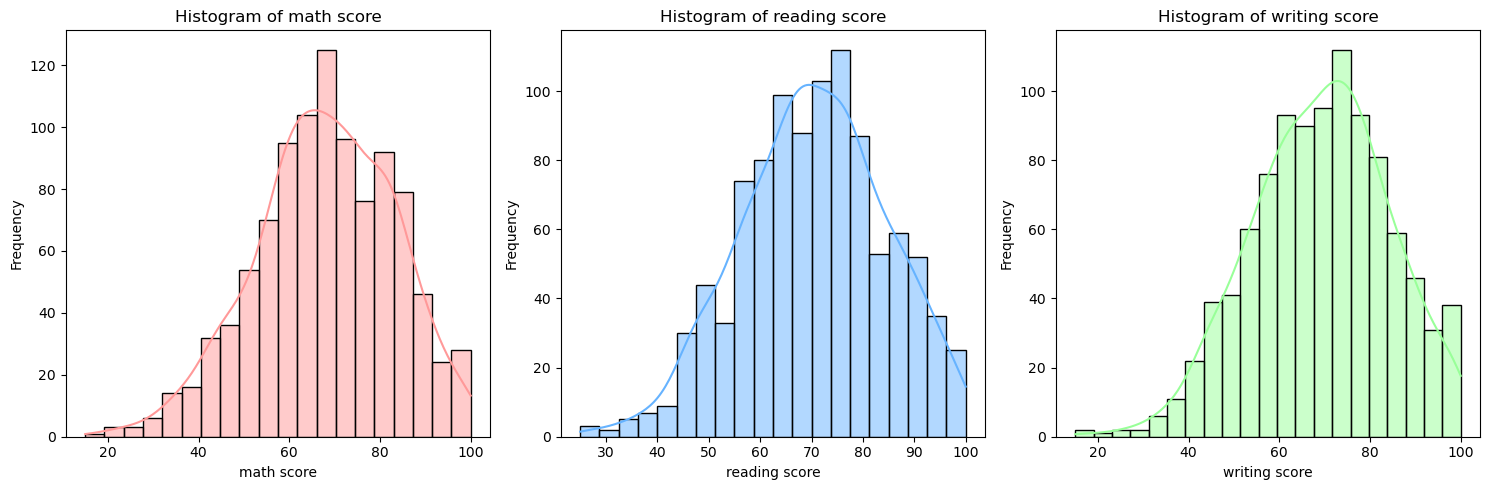 Histogram of math score
120
100
80
60
40
20
0
Frequency
20 40 60 80 100
math score
Histogram of reading score
100
80
60
40
20
0
Frequency
30 40 50 60 70 80 90 100
reading score
Histogram of writing score
100
80
60
40
20
0
Frequency
20 40 60 80 100
writing score